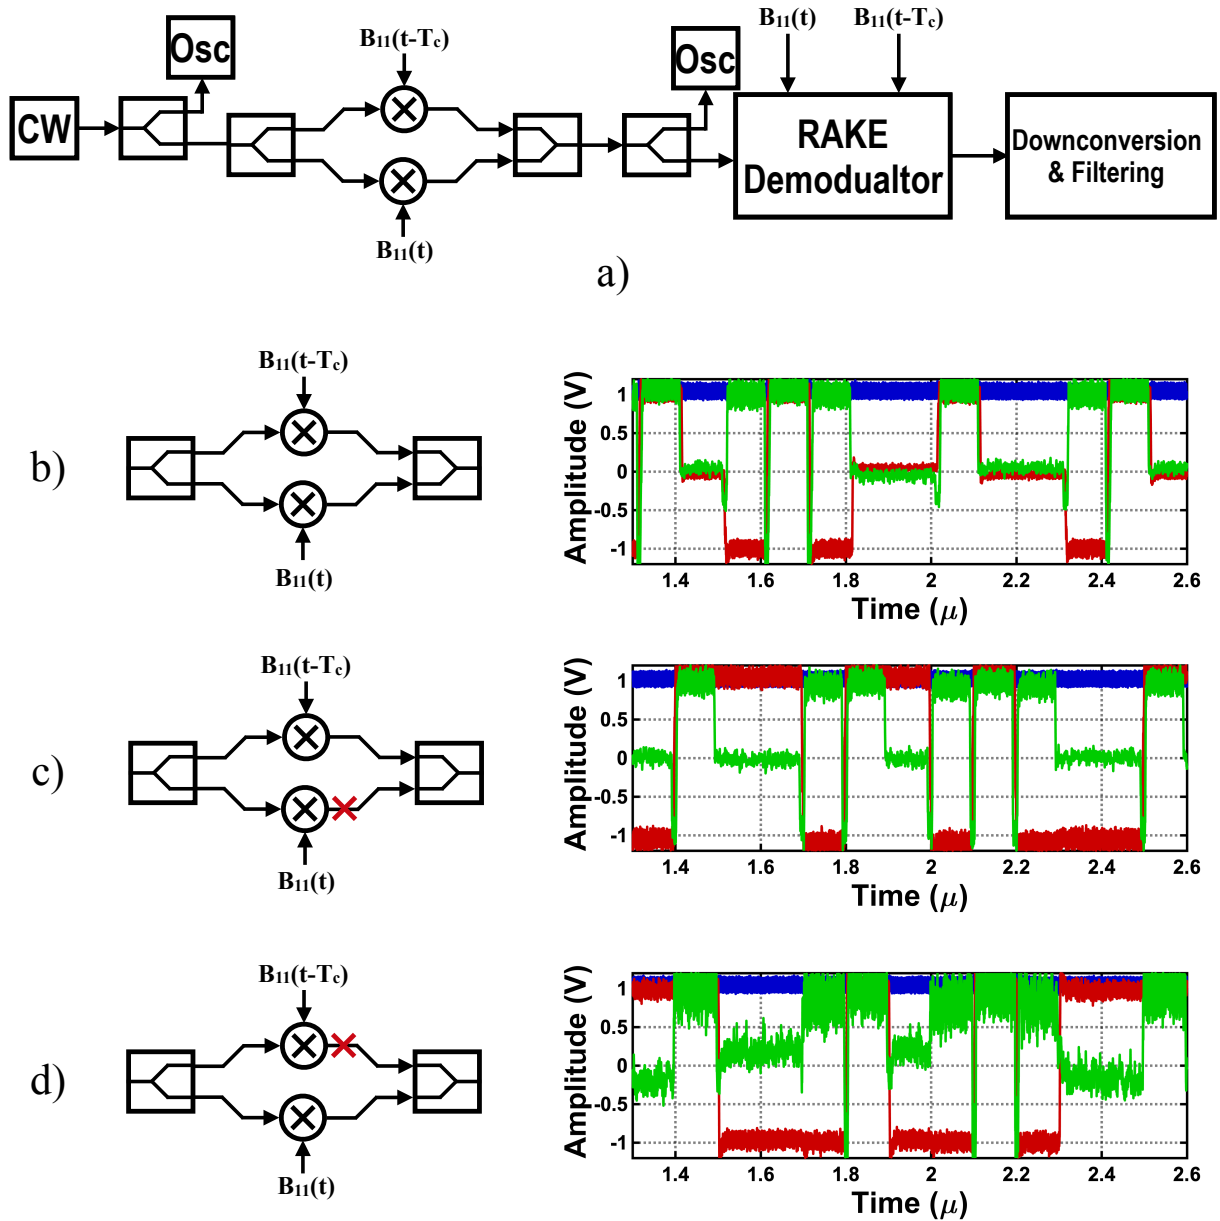 B₁₁(t-Tc)
B₁₁(t)
B₁₁(t-Tc)
Osc
Osc
CW
RAKE
Demodualtor
Downconversion
& Filtering
B₁₁(t)
a)
b)
B₁₁(t-Tc)
B₁₁(t)
Amplitude (V)
1
0.5
0
-0.5
-1
1.4 1.6 1.8 2 2.2 2.4 2.6
Time (μ)
c)
B₁₁(t-Tc)
B₁₁(t)
Amplitude (V)
1
0.5
0
-0.5
-1
1.4 1.6 1.8 2 2.2 2.4 2.6
Time (μ)
d)
B₁₁(t-Tc)
B₁₁(t)
Amplitude (V)
1
0.5
0
-0.5
-1
1.4 1.6 1.8 2 2.2 2.4 2.6
Time (μ)